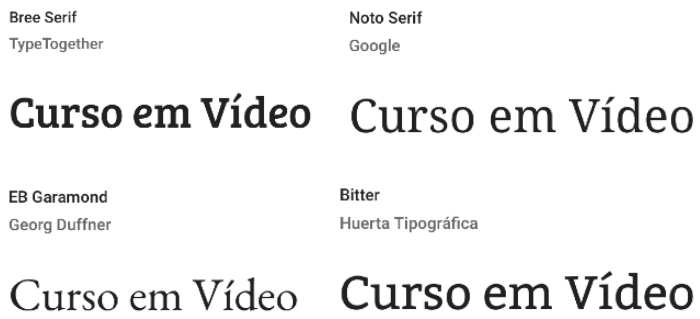 Bree Serif
TypeTogether
Curso em Vídeo
Noto Serif
Google
Curso em Vídeo
EB Garamond
Georg Duffner
Curso em Vídeo
Bitter
Huerta Tipográfica
Curso em Vídeo